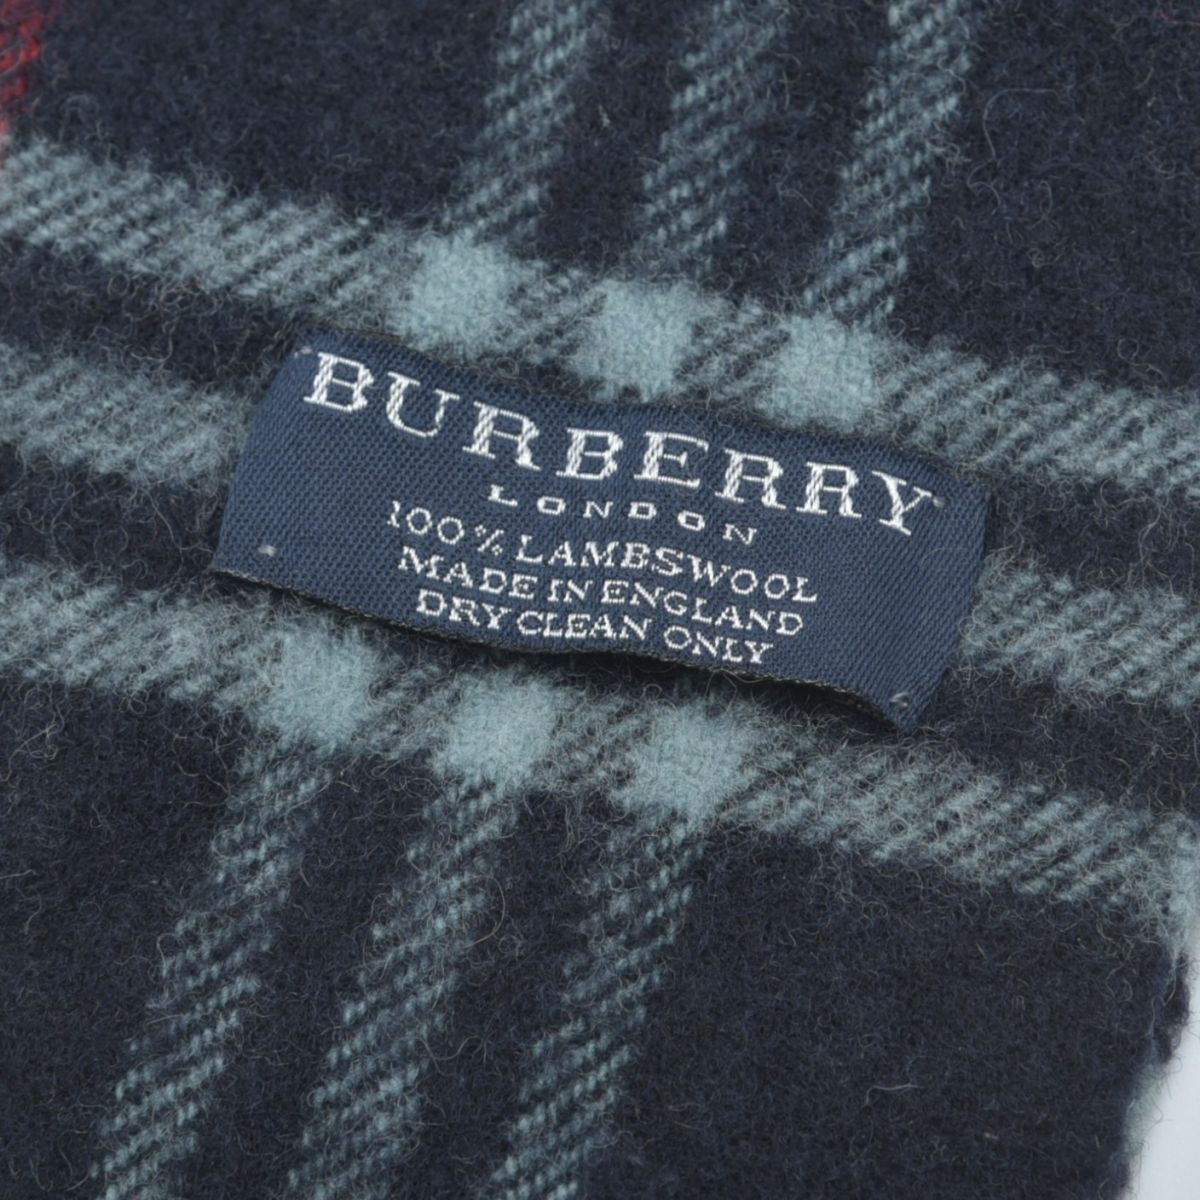 BURBERRY
LONDON
100% LAMBSWOOL
MADE IN ENGLAND
DRY CLEAN ONLY